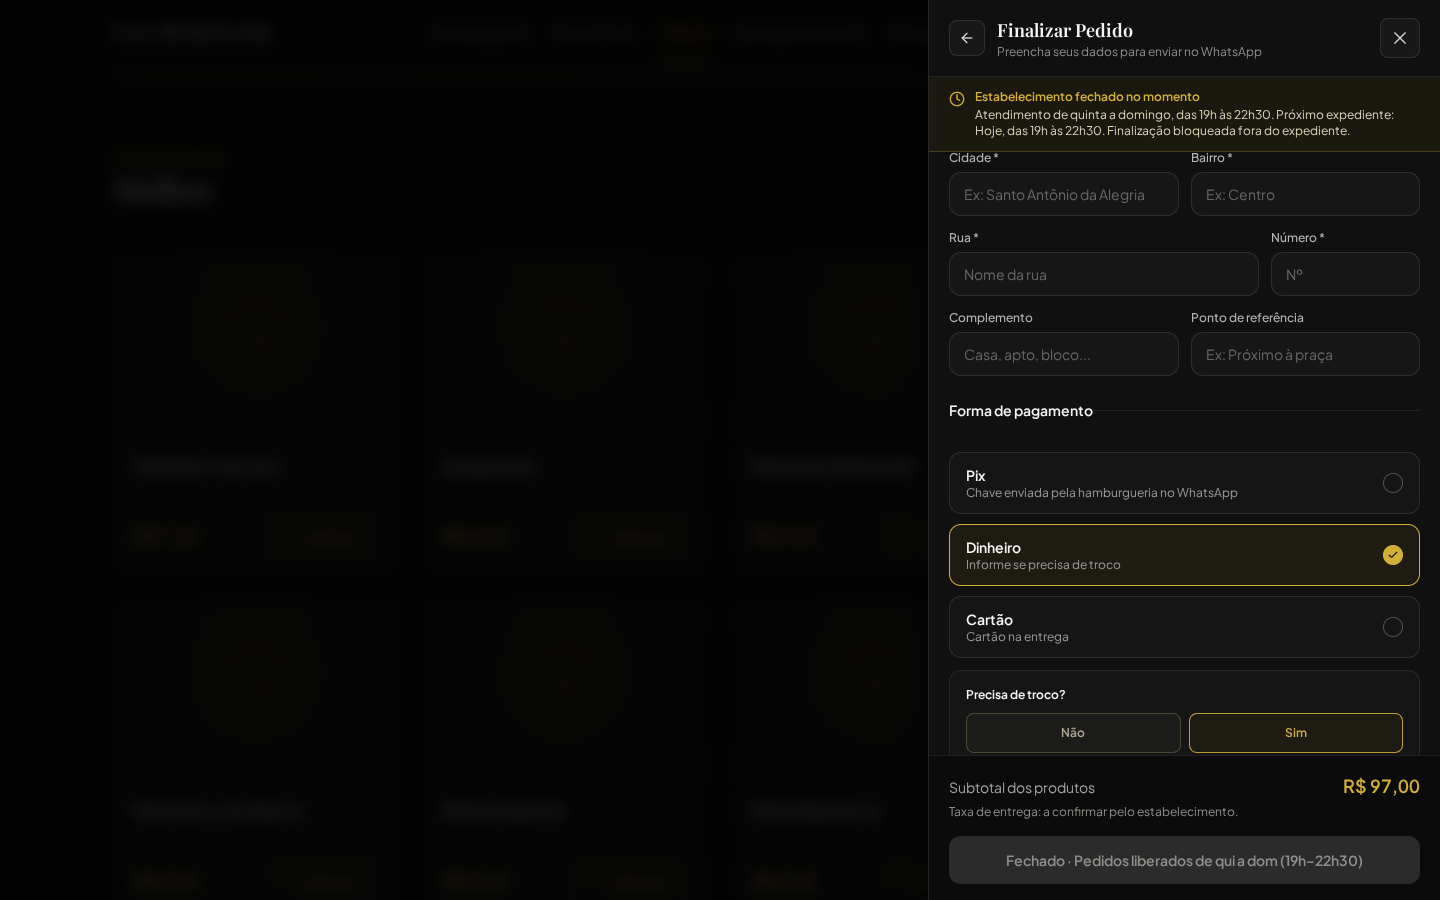 Finalizar Pedido
Preencha seus dados para enviar no WhatsApp
Estabelecimento fechado no momento
Atendimento de quinta a domingo, das 19h às 22h30. Próximo expediente:
Hoje, das 19h às 22h30. Finalização bloqueada fora do expediente.
Cidade * Bairro *
Ex: Santo Antônio da Alegria Ex: Centro
Rua * Número *
Nome da rua Nº
Complemento Ponto de referência
Casa, apto, bloco... Ex: Próximo à praça
Forma de pagamento
Pix
Chave enviada pela hamburgueria no WhatsApp
Dinheiro
Informe se precisa de troco
Cartão
Cartão na entrega
Precisa de troco?
Não Sim
Subtotal dos produtos R$ 97,00
Taxa de entrega: a confirmar pelo estabelecimento.
Fechado · Pedidos liberados de qui a dom (19h–22h30)